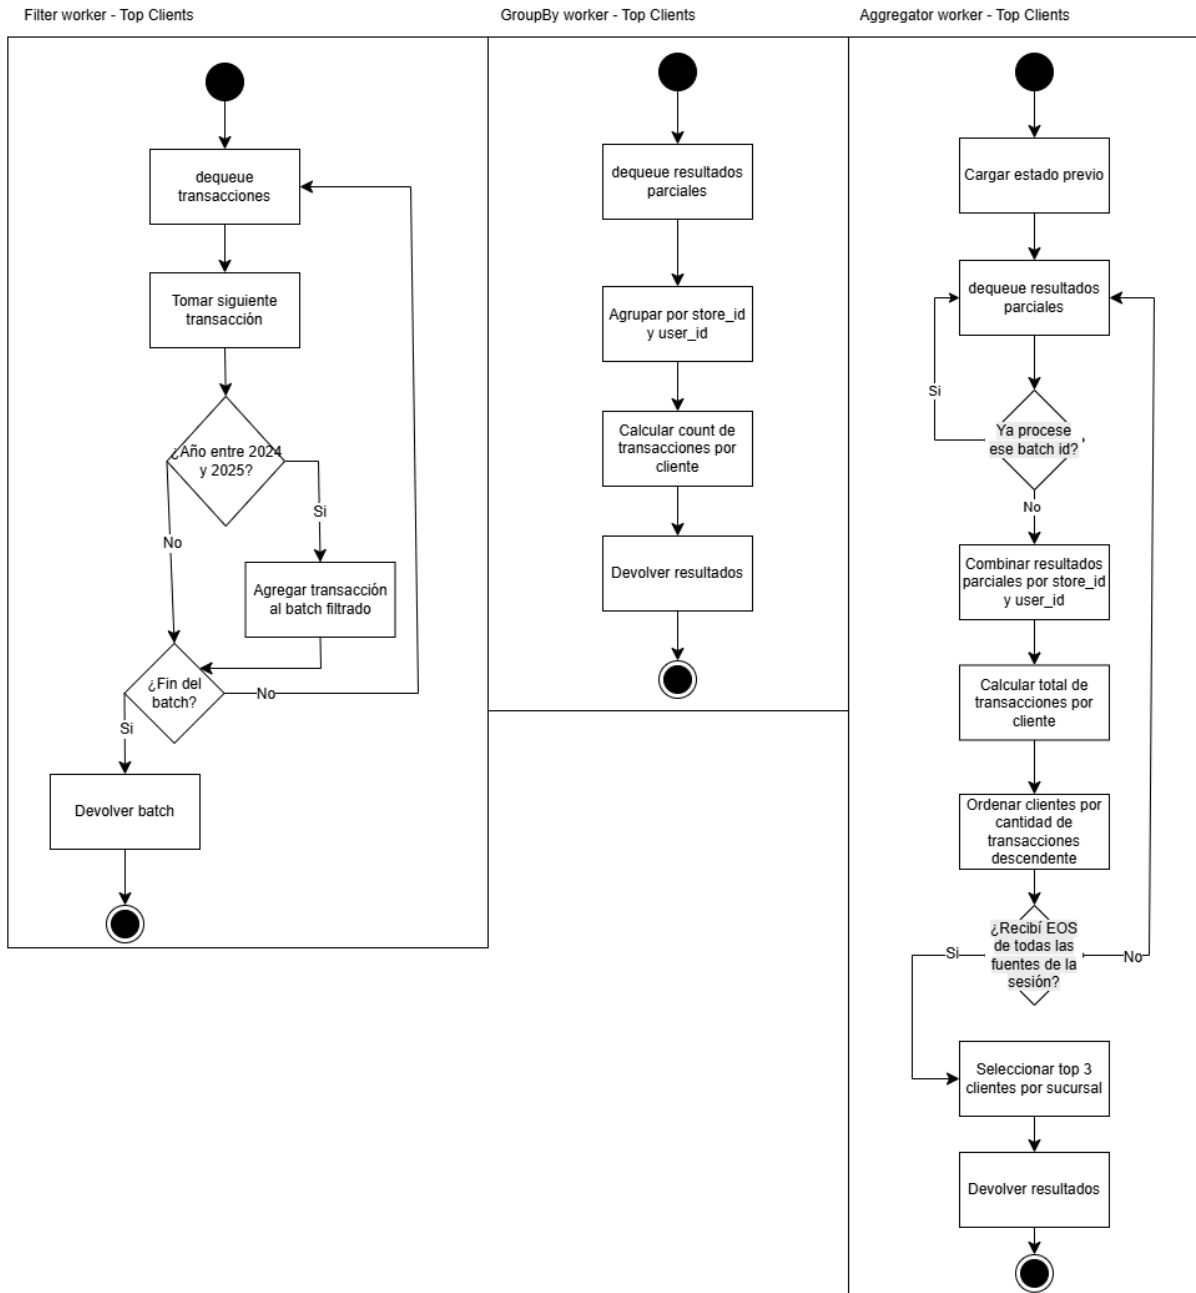 Filter worker - Top Clients
dequeue
transacciones
Tomar siguiente
transacción
¿Año entre 2024
y 2025?
Si
No
Agregar transacción
al batch filtrado
¿Fin del
batch?
No
Si
Devolver batch
GroupBy worker - Top Clients
dequeue resultados
parciales
Agrupar por store_id
y user_id
Calcular count de
transacciones por
cliente
Devolver resultados
Aggregator worker - Top Clients
Cargar estado previo
dequeue resultados
parciales
Si
Ya procese
ese batch id?
No
Combinar resultados
parciales por store_id
y user_id
Calcular total de
transacciones por
cliente
Ordenar clientes por
cantidad de
transacciones
descendente
¿Recibí EOS
de todas las
fuentes de la
sesión?
Si
No
Seleccionar top 3
clientes por sucursal
Devolver resultados